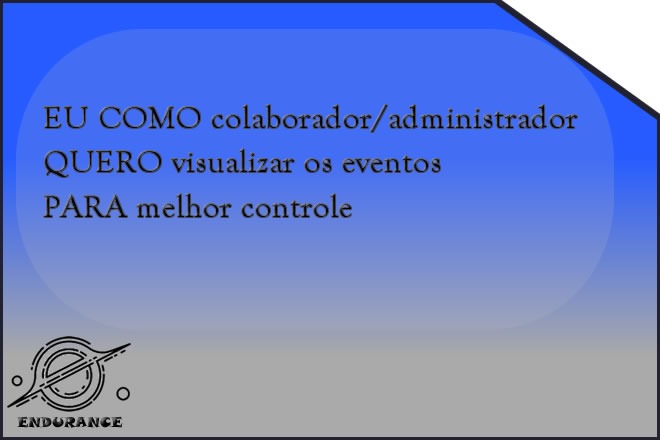 EU COMO colaborador/administrador
QUERO visualizar os eventos
PARA melhor controle
ENDURANCE